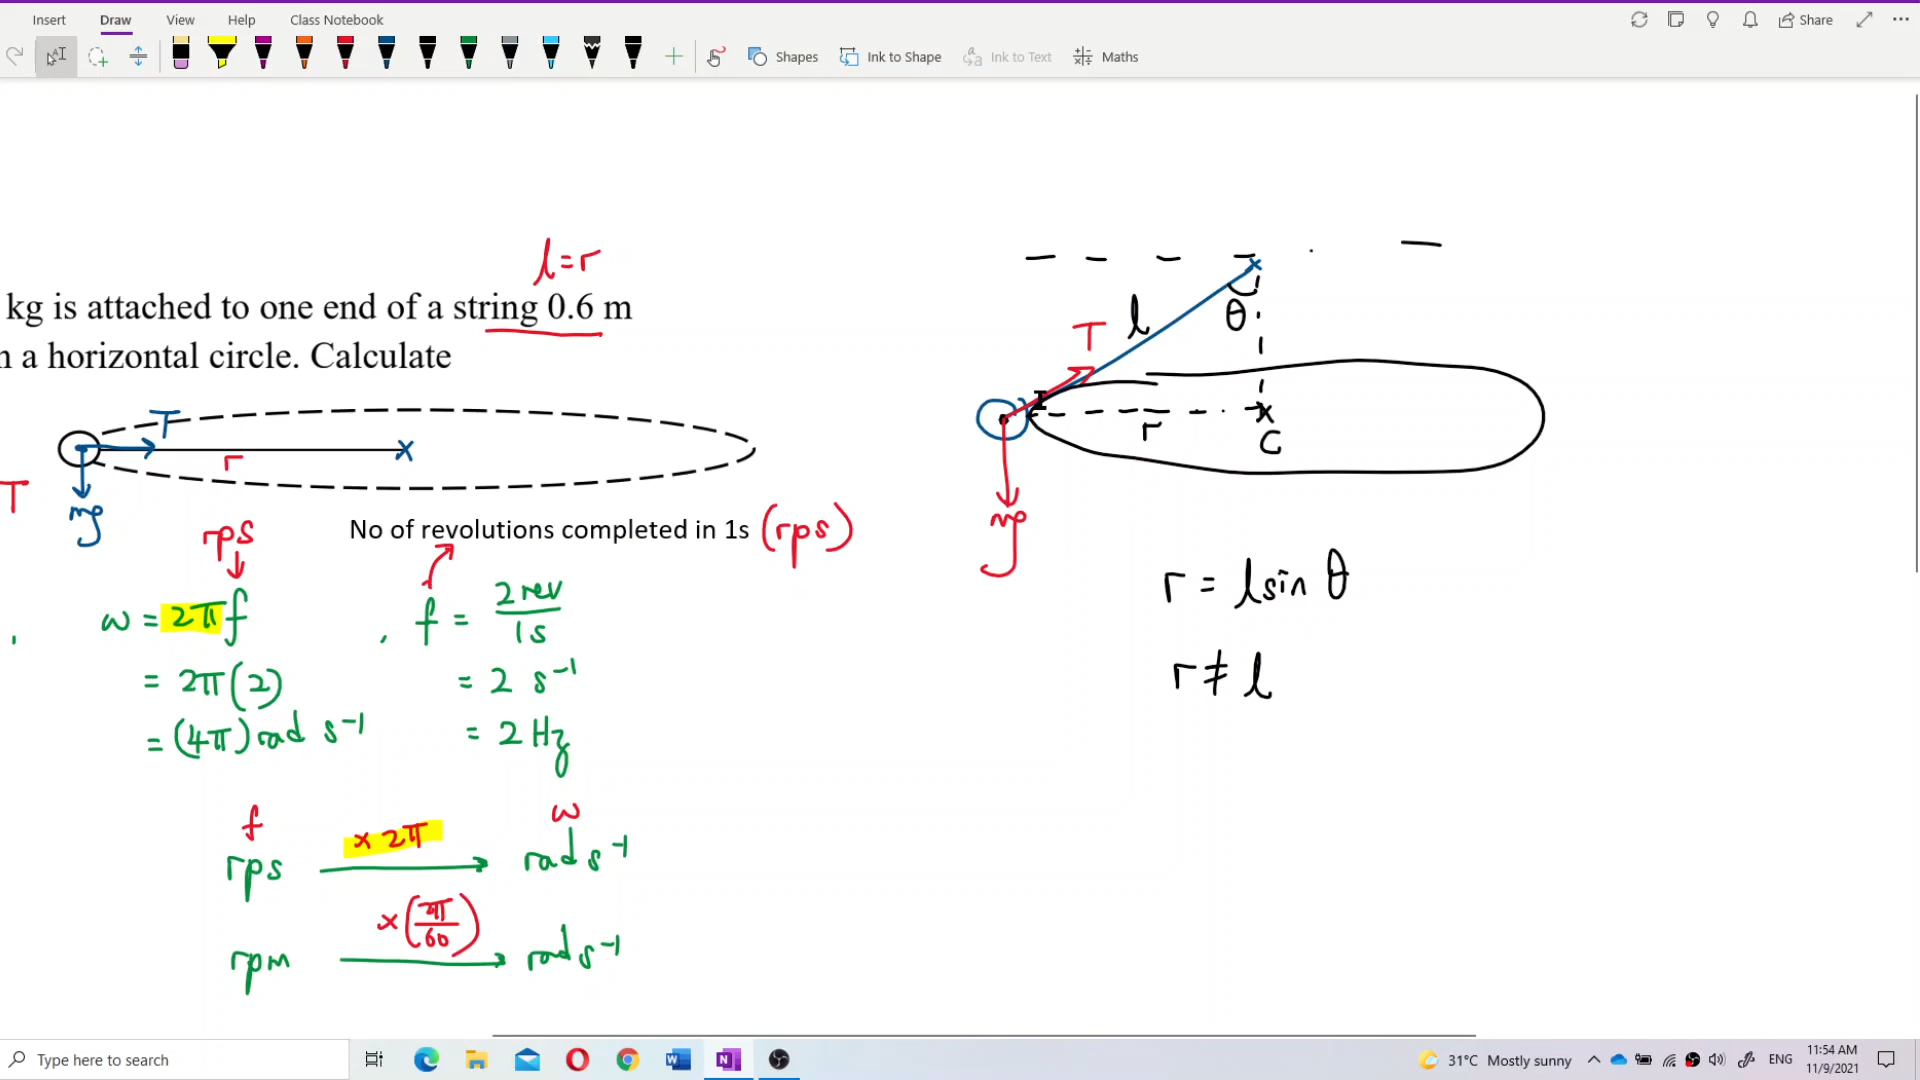 Insert Draw View Help Class Notebook Share
Shapes Ink to Shape Ink to Text Maths
l = r
kg is attached to one end of a string 0.6 m
n a horizontal circle. Calculate
T
r
mg
T
rps
No of revolutions completed in 1s (rps)
ω = 2πf , f = 2 rev / 1s
= 2π(2) = 2 s⁻¹
= (4π) rad s⁻¹ = 2 Hz
f ω
rps × 2π rad s⁻¹
rpm × (2π/60) rad s⁻¹
θ
l
T
r
C
mg
r = l sin θ
r ≠ l
Type here to search
31°C Mostly sunny
ENG
11:54 AM
11/9/2021